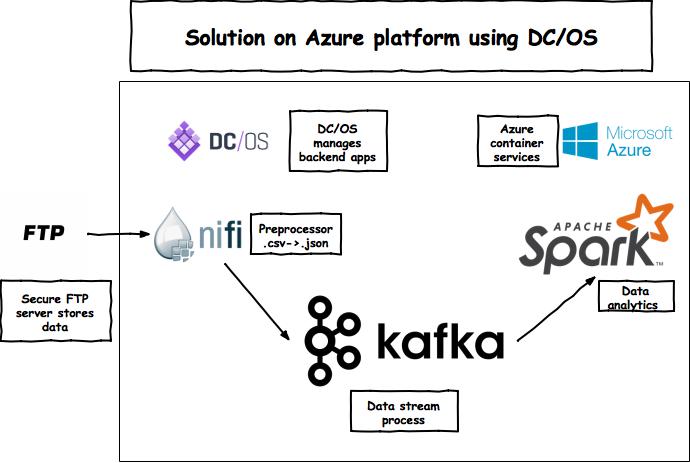 Solution on Azure platform using DC/OS
DC/OS
DC/OS
manages
backend apps
Azure
container
services
Microsoft
Azure
FTP
nifi
Preprocessor
.csv->.json
APACHE
Spark™
Secure FTP
server stores
data
Data
analytics
kafka
Data stream
process